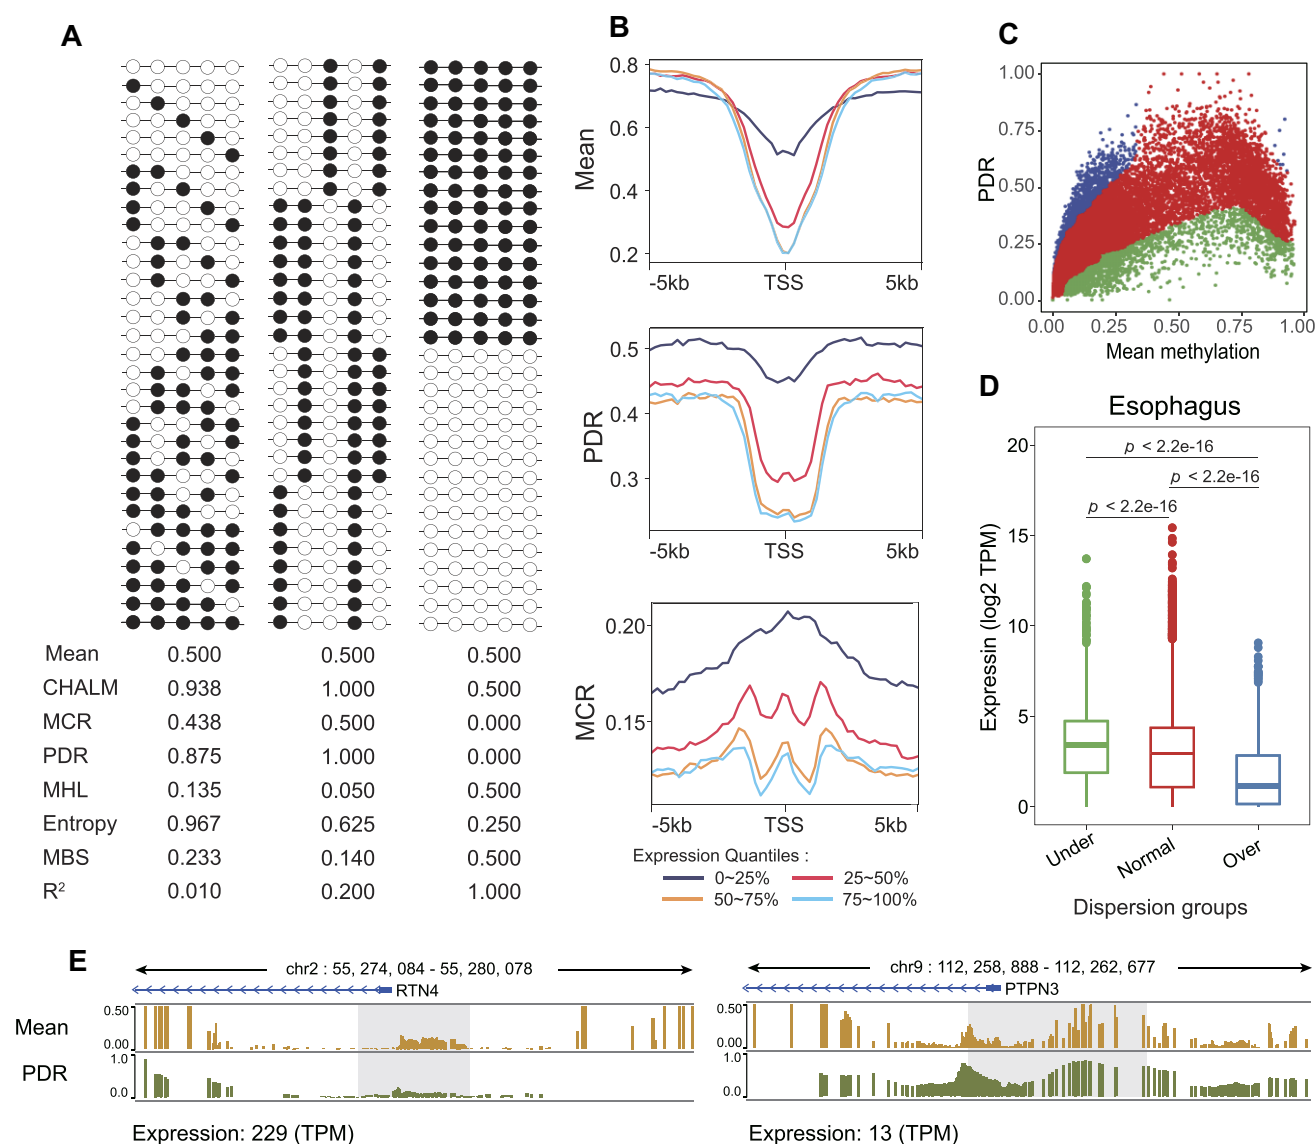 A
Mean 0.500 0.500 0.500
CHALM 0.938 1.000 0.500
MCR 0.438 0.500 0.000
PDR 0.875 1.000 0.000
MHL 0.135 0.050 0.500
Entropy 0.967 0.625 0.250
MBS 0.233 0.140 0.500
R² 0.010 0.200 1.000
B
Mean
0.8
0.6
0.4
0.2
-5kb TSS 5kb
PDR
0.5
0.4
0.3
-5kb TSS 5kb
MCR
0.20
0.15
-5kb TSS 5kb
Expression Quantiles :
0~25% 25~50%
50~75% 75~100%
C
PDR
1.00
0.75
0.50
0.25
0.00
0.00 0.25 0.50 0.75 1.00
Mean methylation
D
Esophagus
Expressin (log2 TPM)
20
15
10
5
0
p < 2.2e-16
p < 2.2e-16
p < 2.2e-16
Under Normal Over
Dispersion groups
E
chr2 : 55, 274, 084 - 55, 280, 078
RTN4
Mean
0.50
0.00
PDR
1.0
0.0
Expression: 229 (TPM)
chr9 : 112, 258, 888 - 112, 262, 677
PTPN3
0.50
0.00
1.0
0.0
Expression: 13 (TPM)